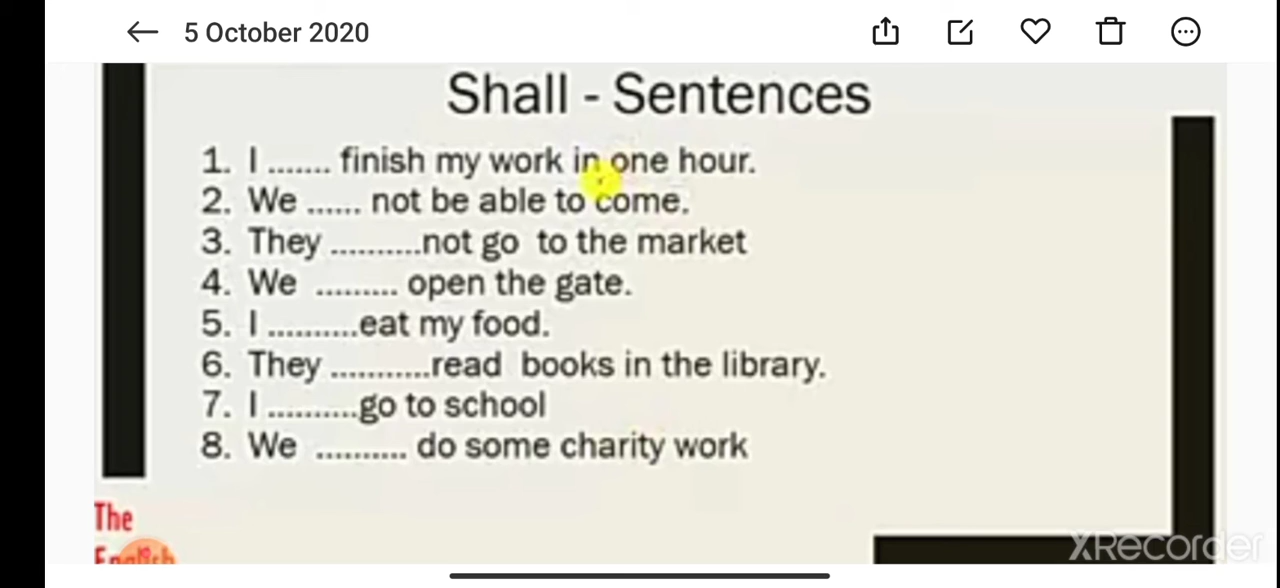 5 October 2020
Shall - Sentences
1. I ....... finish my work in one hour.
2. We ...... not be able to come.
3. They ..........not go to the market
4. We ......... open the gate.
5. I ..........eat my food.
6. They ...........read books in the library.
7. I ..........go to school
8. We .......... do some charity work
The
English
XRecorder